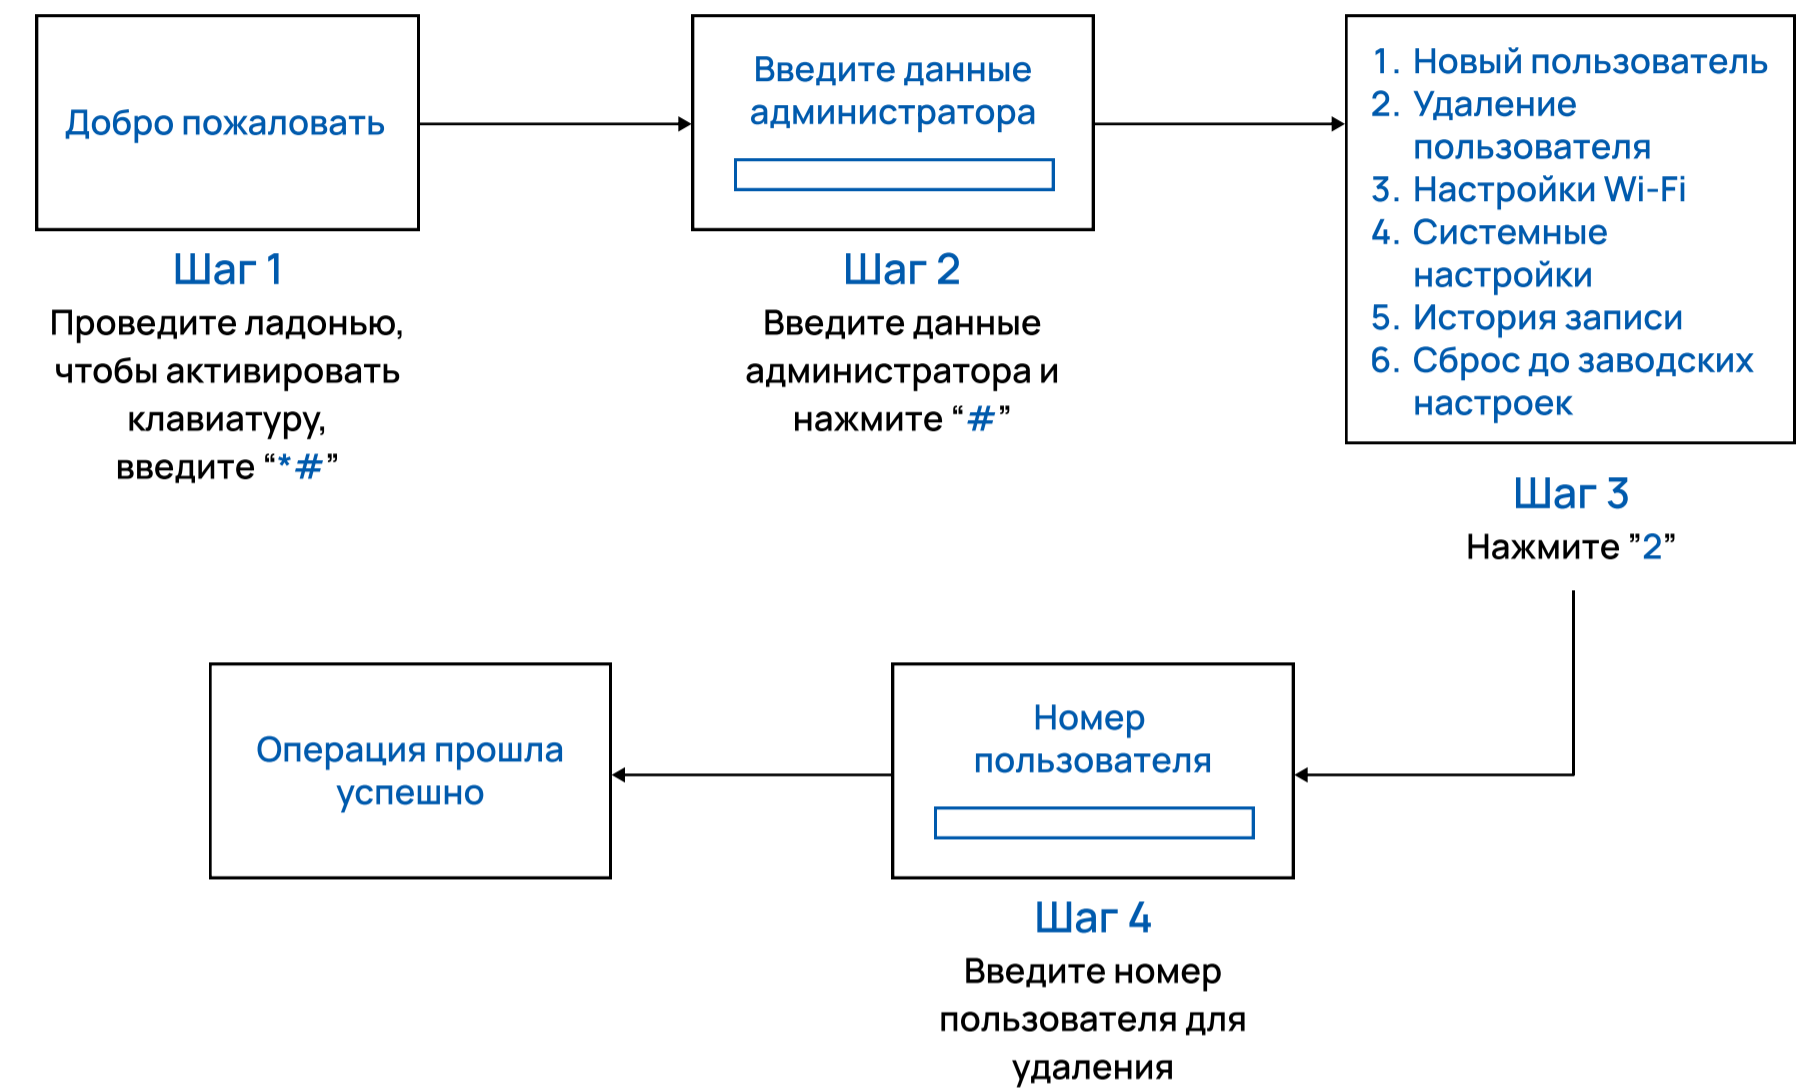 Добро пожаловать
Шаг 1
Проведите ладонью,
чтобы активировать
клавиатуру,
введите “*#”
Введите данные
администратора
Шаг 2
Введите данные
администратора и
нажмите “#”
1. Новый пользователь
2. Удаление
пользователя
3. Настройки Wi-Fi
4. Системные
настройки
5. История записи
6. Сброс до заводских
настроек
Шаг 3
Нажмите ”2”
Номер
пользователя
Шаг 4
Введите номер
пользователя для
удаления
Операция прошла
успешно